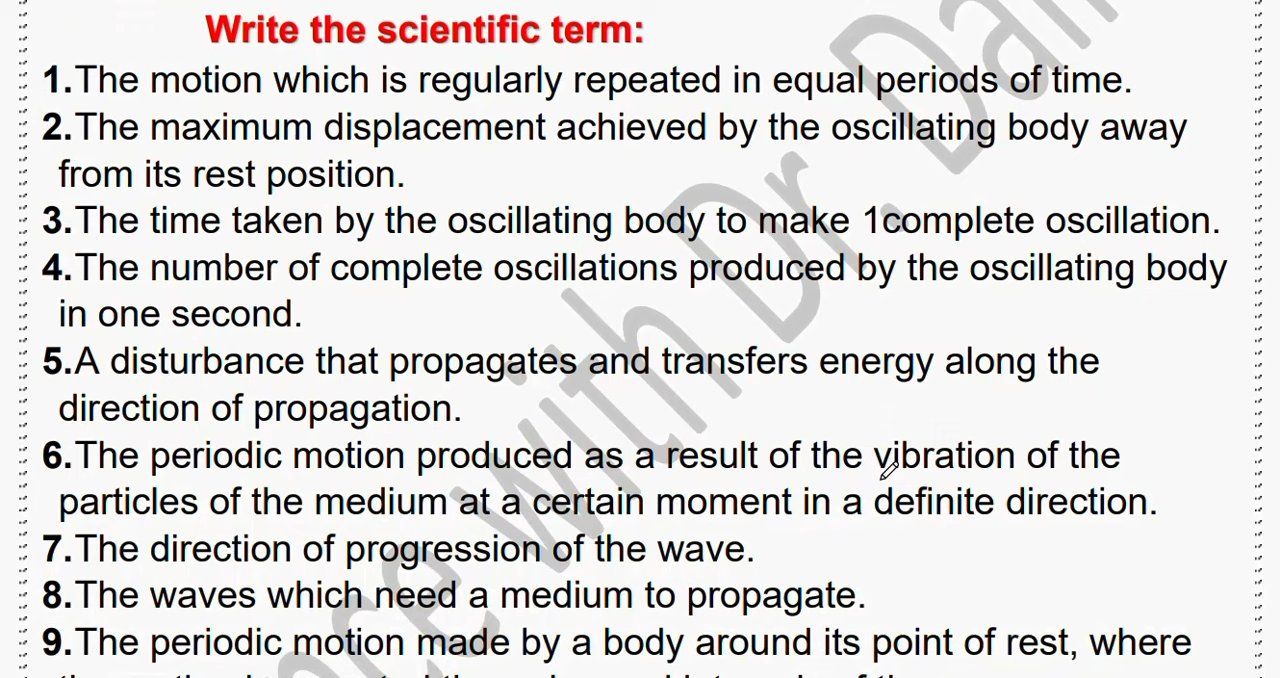 Write the scientific term:
1.The motion which is regularly repeated in equal periods of time.
2.The maximum displacement achieved by the oscillating body away
from its rest position.
3.The time taken by the oscillating body to make 1complete oscillation.
4.The number of complete oscillations produced by the oscillating body
in one second.
5.A disturbance that propagates and transfers energy along the
direction of propagation.
6.The periodic motion produced as a result of the vibration of the
particles of the medium at a certain moment in a definite direction.
7.The direction of progression of the wave.
8.The waves which need a medium to propagate.
9.The periodic motion made by a body around its point of rest, where
with Dr.